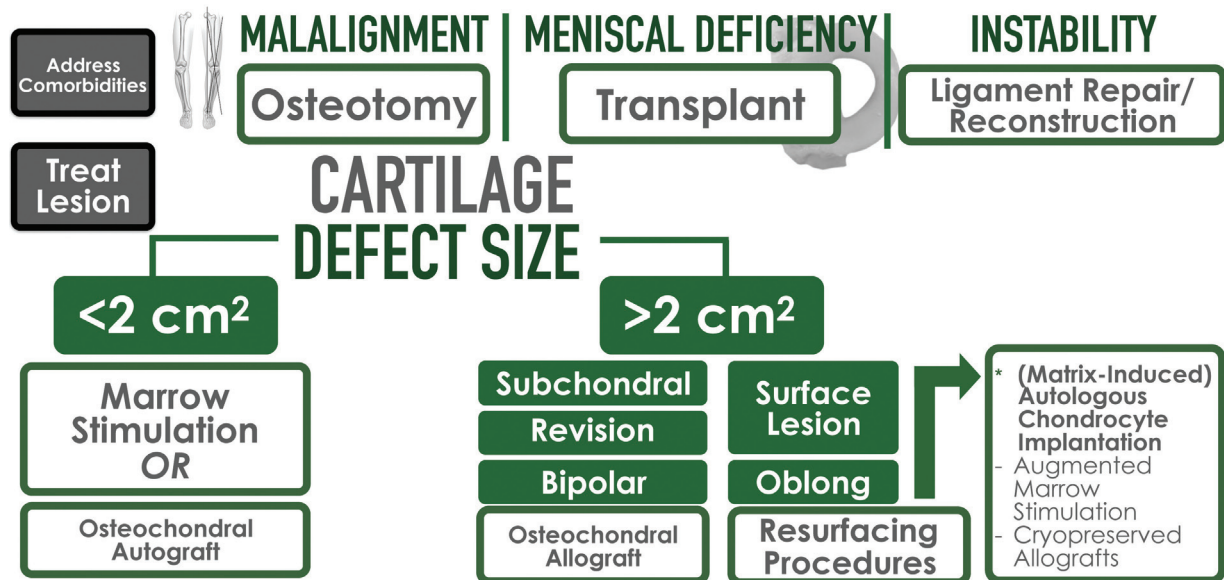 Address
Comorbidities
MALALIGNMENT
Osteotomy
MENISCAL DEFICIENCY
Transplant
INSTABILITY
Ligament Repair/
Reconstruction
Treat
Lesion
CARTILAGE
DEFECT SIZE
<2 cm²
Marrow
Stimulation
OR
Osteochondral
Autograft
>2 cm²
Subchondral
Revision
Bipolar
Osteochondral
Allograft
Surface
Lesion
Oblong
Resurfacing
Procedures
* (Matrix-Induced)
Autologous
Chondrocyte
Implantation
- Augmented
Marrow
Stimulation
- Cryopreserved
Allografts